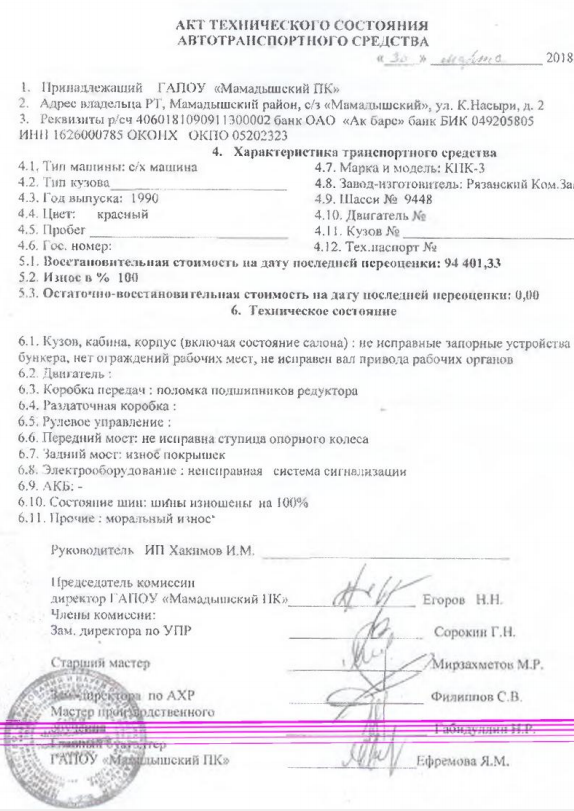 АКТ ТЕХНИЧЕСКОГО СОСТОЯНИЯ
АВТОТРАНСПОРТНОГО СРЕДСТВА
« 30 » марта 2018
1. Принадлежащий ГАПОУ «Мамадышский ПК»
2. Адрес владельца РТ, Мамадышский район, с/з «Мамадышский», ул. К.Насыри, д. 2
3. Реквизиты р/сч 40601810909113000002 банк ОАО «Ак барс» банк БИК 049205805
ИНН 1626000785 ОКОНХ ОКПО 05202323
4. Характеристика транспортного средства
4.1. Тип машины: с/х машина 4.7. Марка и модель: КПК-3
4.2. Тип кузова 4.8. Завод-изготовитель: Рязанский Ком.За
4.3. Год выпуска: 1990 4.9. Шасси № 9448
4.4. Цвет: красный 4.10. Двигатель №
4.5. Пробег 4.11. Кузов №
4.6. Гос. номер: 4.12. Тех.паспорт №
5.1. Восстановительная стоимость на дату последней переоценки: 94 401,33
5.2. Износ в % 100
5.3. Остаточно-восстановительная стоимость на дату последней переоценки: 0,00
6. Техническое состояние
6.1. Кузов, кабина, корпус (включая состояние салона) : не исправные запорные устройства
бункера, нет ограждений рабочих мест, не исправен вал привода рабочих органов
6.2. Двигатель :
6.3. Коробка передач : поломка подшипников редуктора
6.4. Раздаточная коробка :
6.5. Рулевое управление :
6.6. Передний мост: не исправна ступица опорного колеса
6.7. Задний мост: износ покрышек
6.8. Электрооборудование : неисправная система сигнализации
6.9. АКБ: -
6.10. Состояние шин: шины изношены на 100%
6.11. Прочие : моральный износ
Руководитель ИП Хакимов И.М.
Председатель комиссии
директор ГАПОУ «Мамадышский ПК» Егоров Н.Н.
Члены комиссии:
Зам. директора по УПР Сорокин Г.Н.
Старший мастер Мирзахметов М.Р.
Зам. директора по АХР Филиппов С.В.
Мастер производственного
обучения Габидуллин Н.Р.
Главный бухгалтер
ГАПОУ «Мамадышский ПК» Ефремова Я.М.